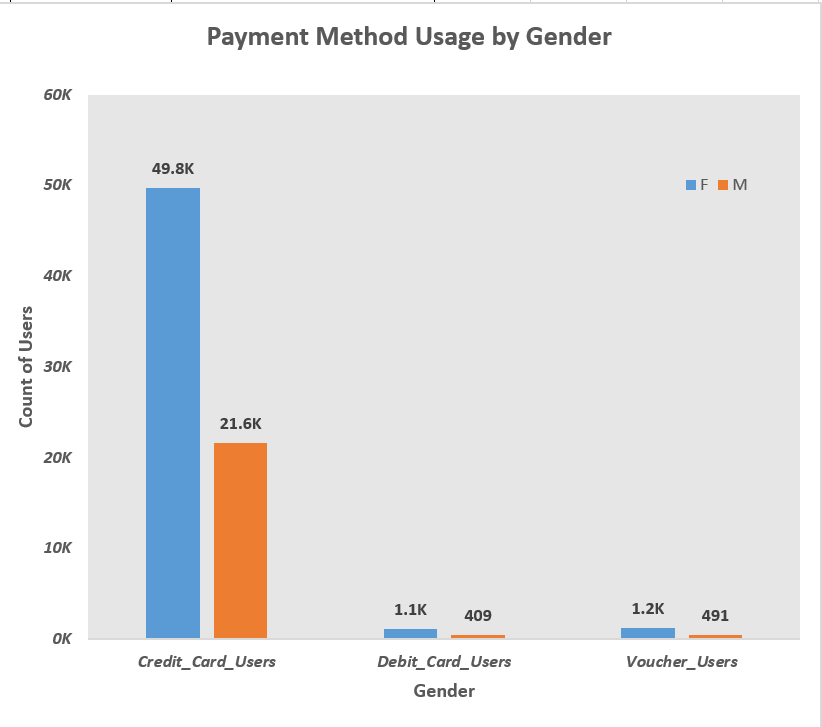 Payment Method Usage by Gender
60K
50K
40K
30K
20K
10K
0K
Count of Users
49.8K
21.6K
1.1K
409
1.2K
491
F M
Credit_Card_Users
Debit_Card_Users
Voucher_Users
Gender